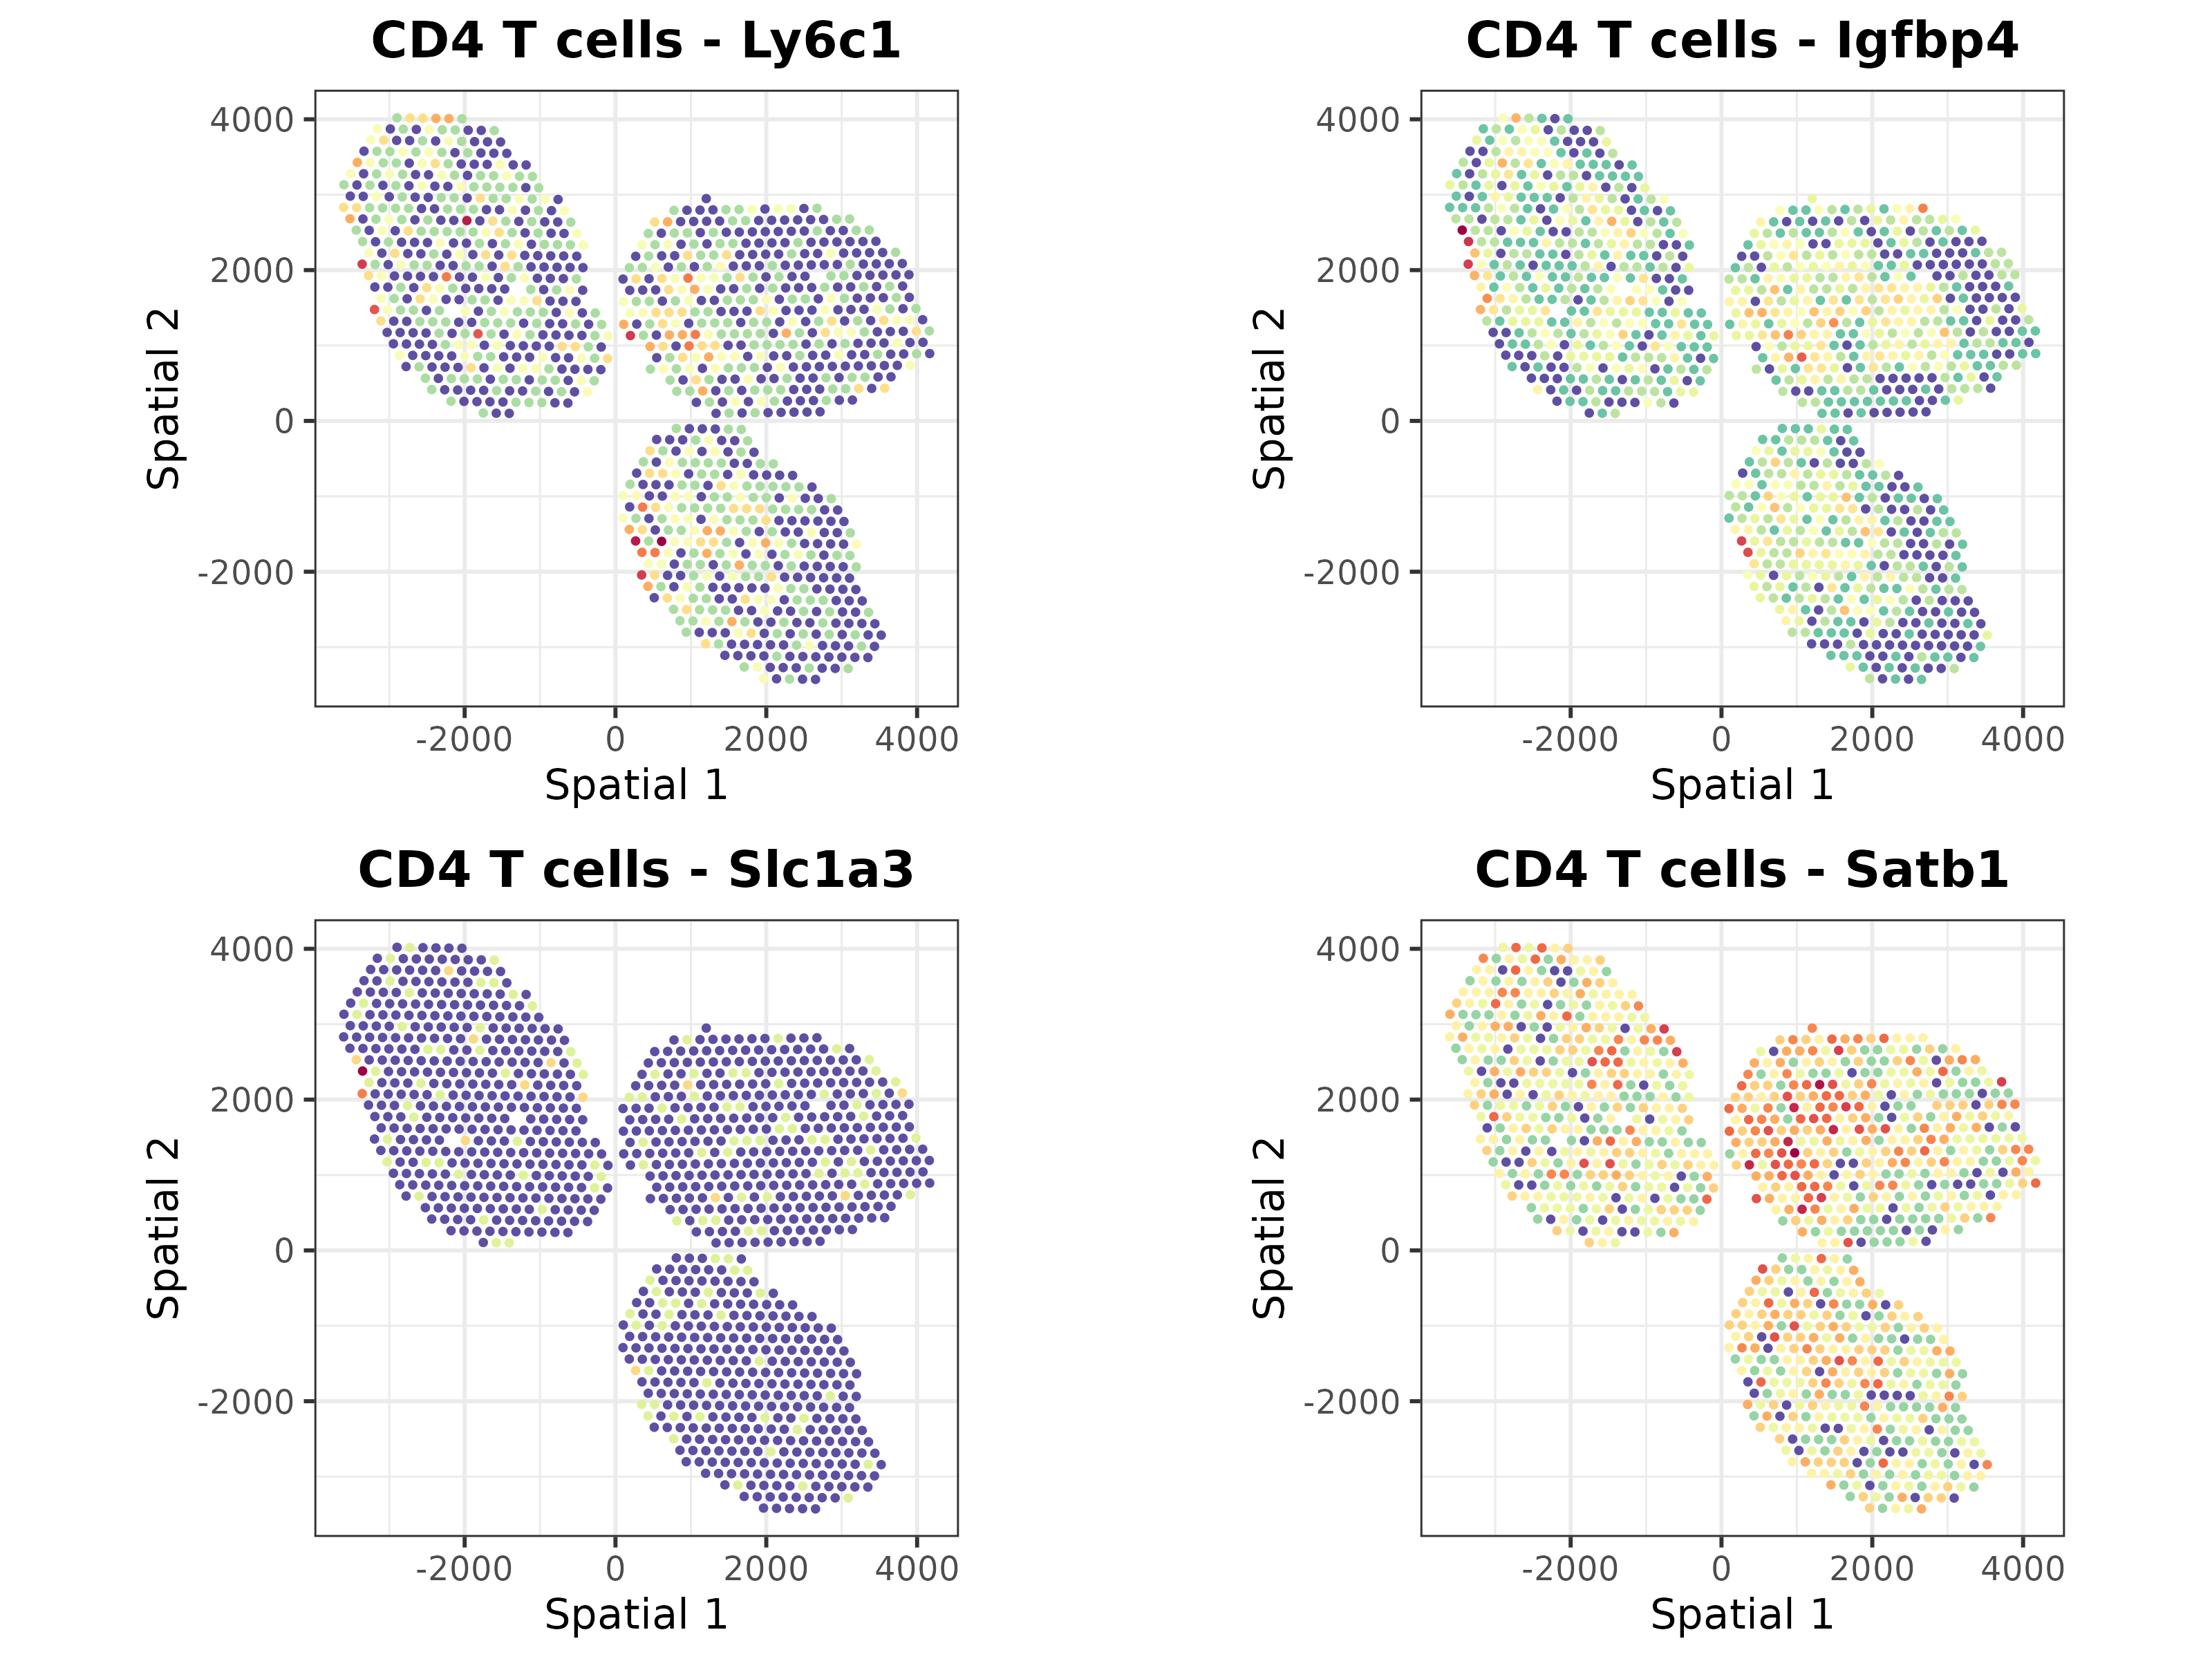 CD4 T cells - Ly6c1
4000
2000
0
-2000
Spatial 2
-2000 0 2000 4000
Spatial 1
CD4 T cells - Igfbp4
4000
2000
0
-2000
Spatial 2
-2000 0 2000 4000
Spatial 1
CD4 T cells - Slc1a3
4000
2000
0
-2000
Spatial 2
-2000 0 2000 4000
Spatial 1
CD4 T cells - Satb1
4000
2000
0
-2000
Spatial 2
-2000 0 2000 4000
Spatial 1